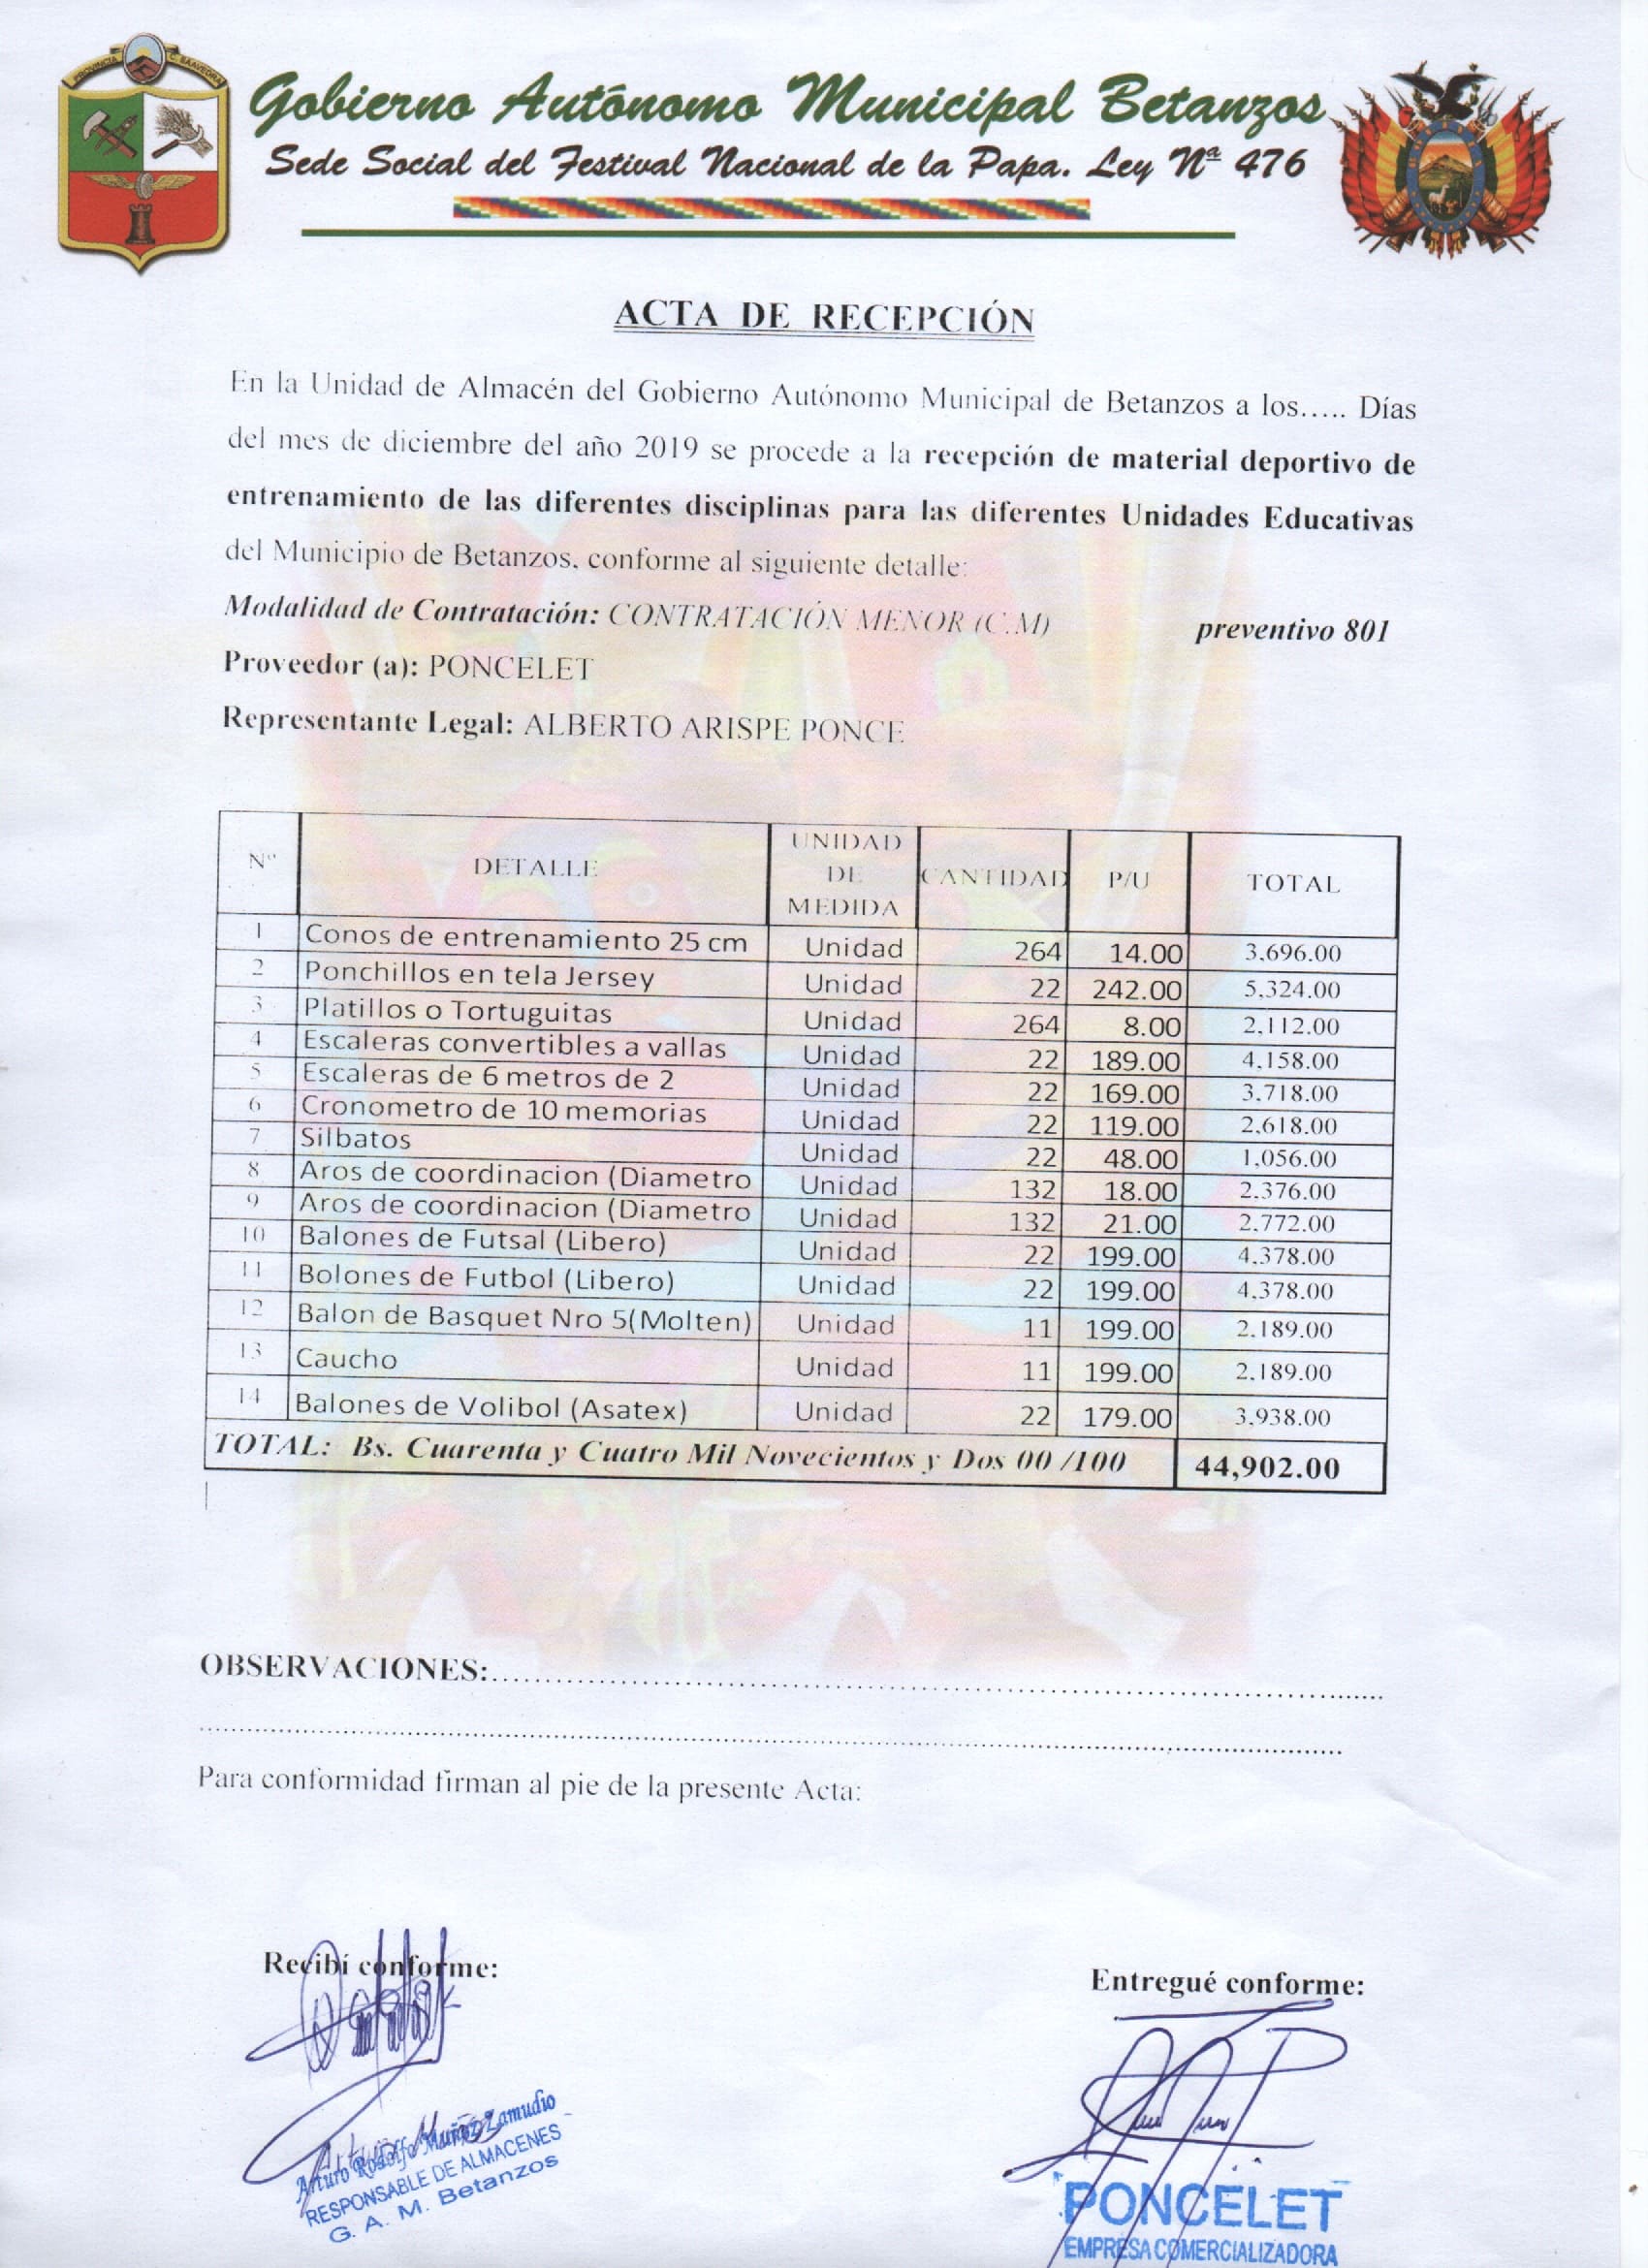 PROVINCIA C. SAAVEDRA
Gobierno Autónomo Municipal Betanzos
Sede Social del Festival Nacional de la Papa. Ley Nª 476
ACTA DE RECEPCIÓN
En la Unidad de Almacén del Gobierno Autónomo Municipal de Betanzos a los..... Días
del mes de diciembre del año 2019 se procede a la recepción de material deportivo de
entrenamiento de las diferentes disciplinas para las diferentes Unidades Educativas
del Municipio de Betanzos, conforme al siguiente detalle:
Modalidad de Contratación: CONTRATACIÓN MENOR (C.M) preventivo 801
Proveedor (a): PONCELET
Representante Legal: ALBERTO ARISPE PONCE
Nº DETALLE UNIDAD DE MEDIDA CANTIDAD P/U TOTAL
1 Conos de entrenamiento 25 cm Unidad 264 14.00 3,696.00
2 Ponchillos en tela Jersey Unidad 22 242.00 5,324.00
3 Platillos o Tortuguitas Unidad 264 8.00 2,112.00
4 Escaleras convertibles a vallas Unidad 22 189.00 4,158.00
5 Escaleras de 6 metros de 2 Unidad 22 169.00 3,718.00
6 Cronometro de 10 memorias Unidad 22 119.00 2,618.00
7 Silbatos Unidad 22 48.00 1,056.00
8 Aros de coordinacion (Diametro Unidad 132 18.00 2,376.00
9 Aros de coordinacion (Diametro Unidad 132 21.00 2,772.00
10 Balones de Futsal (Libero) Unidad 22 199.00 4,378.00
11 Bolones de Futbol (Libero) Unidad 22 199.00 4,378.00
12 Balon de Basquet Nro 5(Molten) Unidad 11 199.00 2,189.00
13 Caucho Unidad 11 199.00 2,189.00
14 Balones de Volibol (Asatex) Unidad 22 179.00 3,938.00
TOTAL: Bs. Cuarenta y Cuatro Mil Novecientos y Dos 00 /100 44,902.00
OBSERVACIONES:..........
Para conformidad firman al pie de la presente Acta:
Recibí conforme:
Entregué conforme:
Arturo Rodolfo Muñoz Zamudio
RESPONSABLE DE ALMACENES
G. A. M. Betanzos
PONCELET
EMPRESA COMERCIALIZADORA